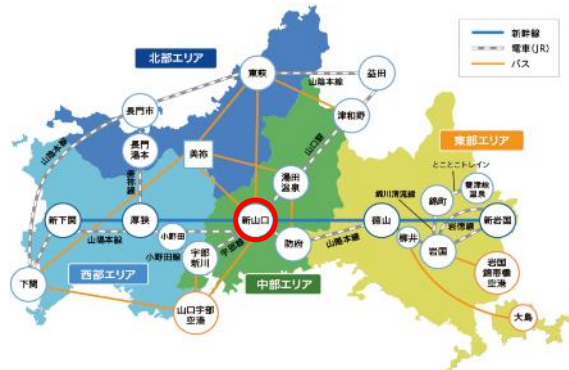 新幹線
電車(JR)
バス
北部エリア
東萩
山陰本線
益田
長門市
津和野
山陰本線
長門
湯本
美祢
山口線
東部エリア
湯田
温泉
とことこトレイン
美祢線
錦川清流線
錦町
雙津峡
温泉
新下関
厚狭
新山口
徳山
新岩国
山陽本線
小野田
宇部線
防府
山陽本線
柳井
岩徳線
小野田線
宇部
新川
岩国
西部エリア
中部エリア
下関
山口宇部
空港
岩国
錦帯橋
空港
大島